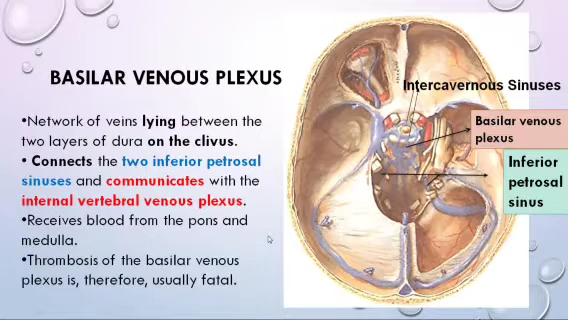 BASILAR VENOUS PLEXUS
•Network of veins lying between the
two layers of dura on the clivus.
• Connects the two inferior petrosal
sinuses and communicates with the
internal vertebral venous plexus.
•Receives blood from the pons and
medulla.
•Thrombosis of the basilar venous
plexus is, therefore, usually fatal.
Intercavernous Sinuses
Basilar venous
plexus
Inferior
petrosal
sinus